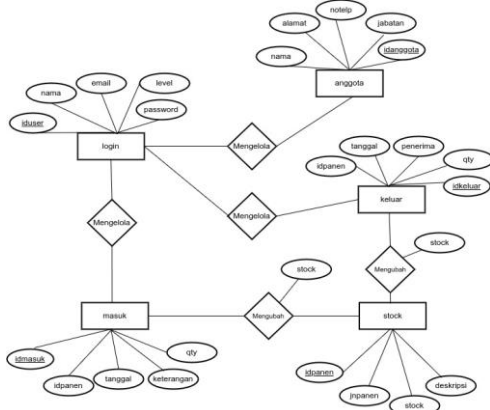 notelp
alamat
jabatan
nama
idanggota
anggota
email
level
nama
password
iduser
login
Mengelola
tanggal
penerima
idpanen
qty
idkeluar
keluar
Mengelola
Mengelola
stock
Mengubah
stock
Mengubah
masuk
stock
idmasuk
qty
idpanen
tanggal
keterangan
idpanen
jnpanen
deskripsi
stock